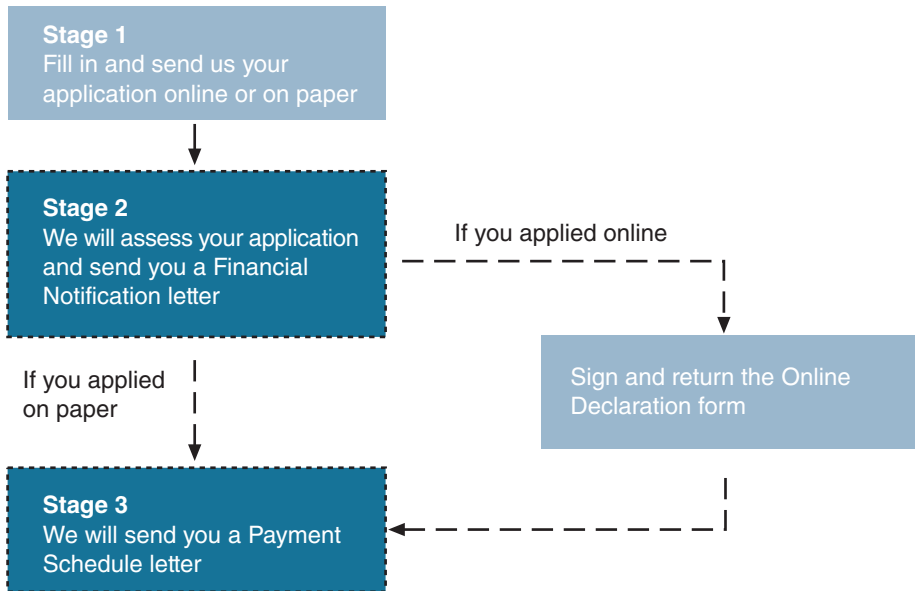 Stage 1
Fill in and send us your
application online or on paper
Stage 2
We will assess your application
and send you a Financial
Notification letter
If you applied online
If you applied
on paper
Sign and return the Online
Declaration form
Stage 3
We will send you a Payment
Schedule letter